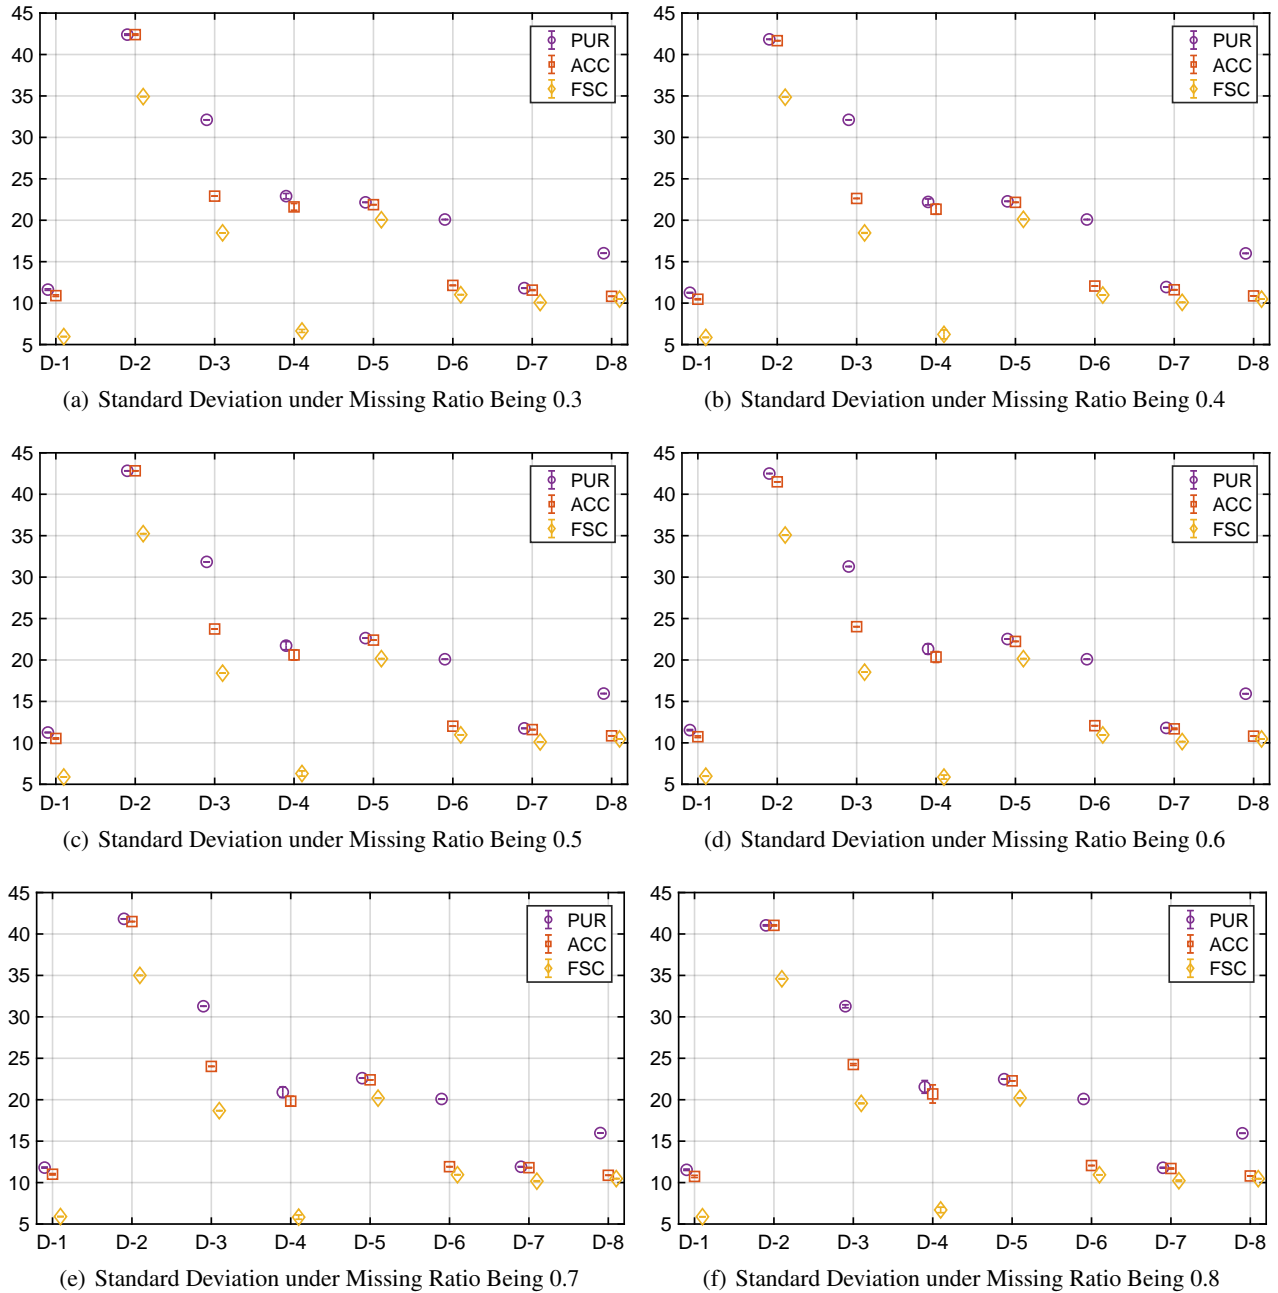 45
40
35
30
25
20
15
10
5
D-1 D-2 D-3 D-4 D-5 D-6 D-7 D-8
PUR
ACC
FSC
(a) Standard Deviation under Missing Ratio Being 0.3
45
40
35
30
25
20
15
10
5
D-1 D-2 D-3 D-4 D-5 D-6 D-7 D-8
PUR
ACC
FSC
(b) Standard Deviation under Missing Ratio Being 0.4
45
40
35
30
25
20
15
10
5
D-1 D-2 D-3 D-4 D-5 D-6 D-7 D-8
PUR
ACC
FSC
(c) Standard Deviation under Missing Ratio Being 0.5
45
40
35
30
25
20
15
10
5
D-1 D-2 D-3 D-4 D-5 D-6 D-7 D-8
PUR
ACC
FSC
(d) Standard Deviation under Missing Ratio Being 0.6
45
40
35
30
25
20
15
10
5
D-1 D-2 D-3 D-4 D-5 D-6 D-7 D-8
PUR
ACC
FSC
(e) Standard Deviation under Missing Ratio Being 0.7
45
40
35
30
25
20
15
10
5
D-1 D-2 D-3 D-4 D-5 D-6 D-7 D-8
PUR
ACC
FSC
(f) Standard Deviation under Missing Ratio Being 0.8